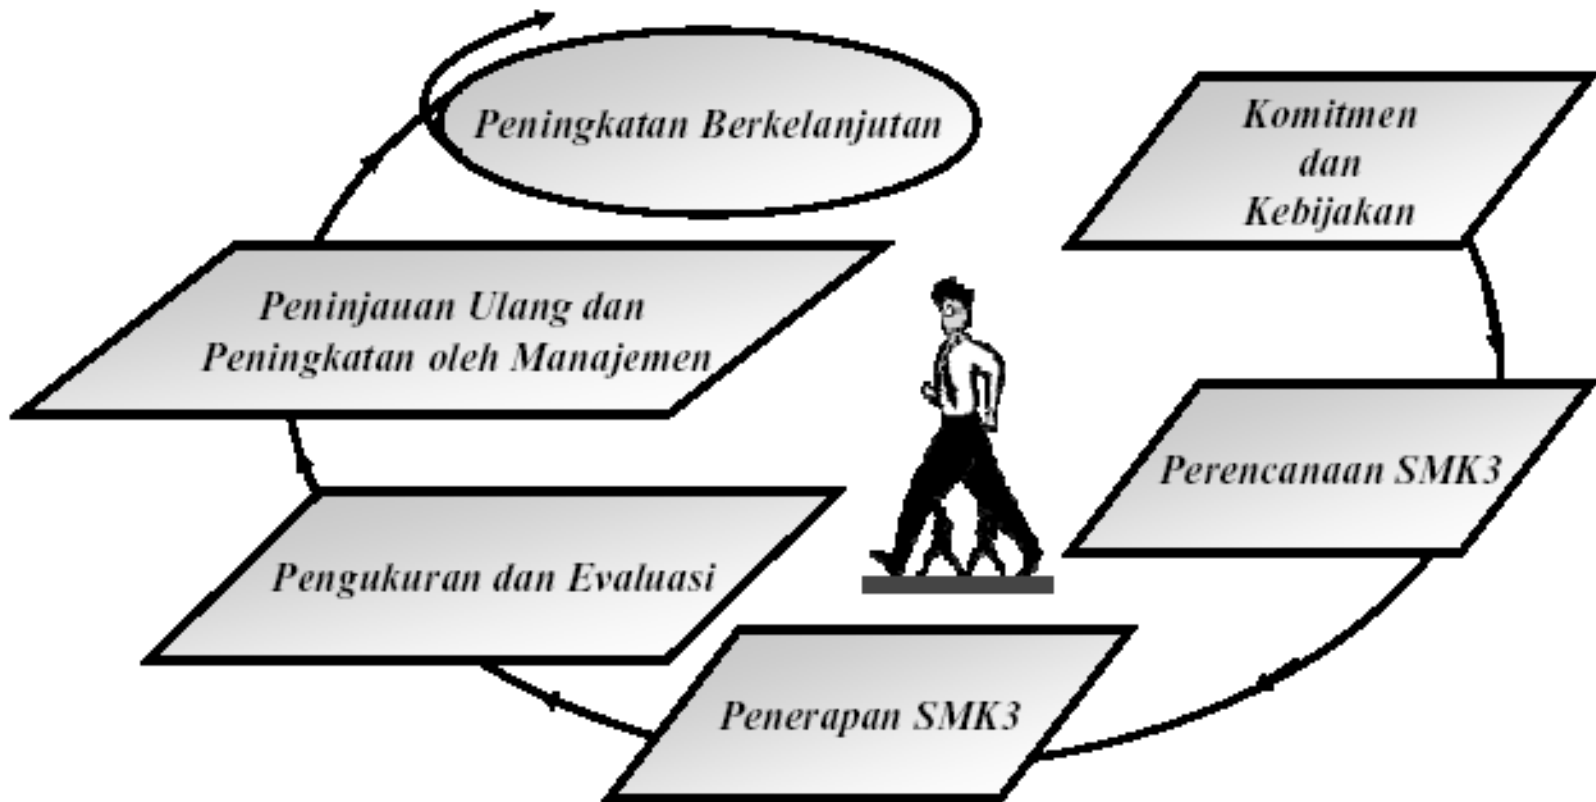 Peningkatan Berkelanjutan
Komitmen
dan
Kebijakan
Peninjauan Ulang dan
Peningkatan oleh Manajemen
Perencanaan SMK3
Pengukuran dan Evaluasi
Penerapan SMK3